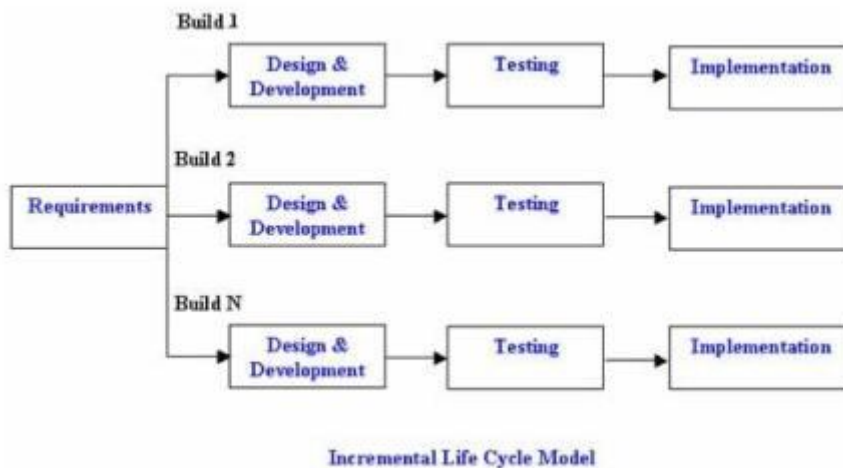 Build 1
Design &
Development
Testing
Implementation
Build 2
Requirements
Design &
Development
Testing
Implementation
Build N
Design &
Development
Testing
Implementation
Incremental Life Cycle Model